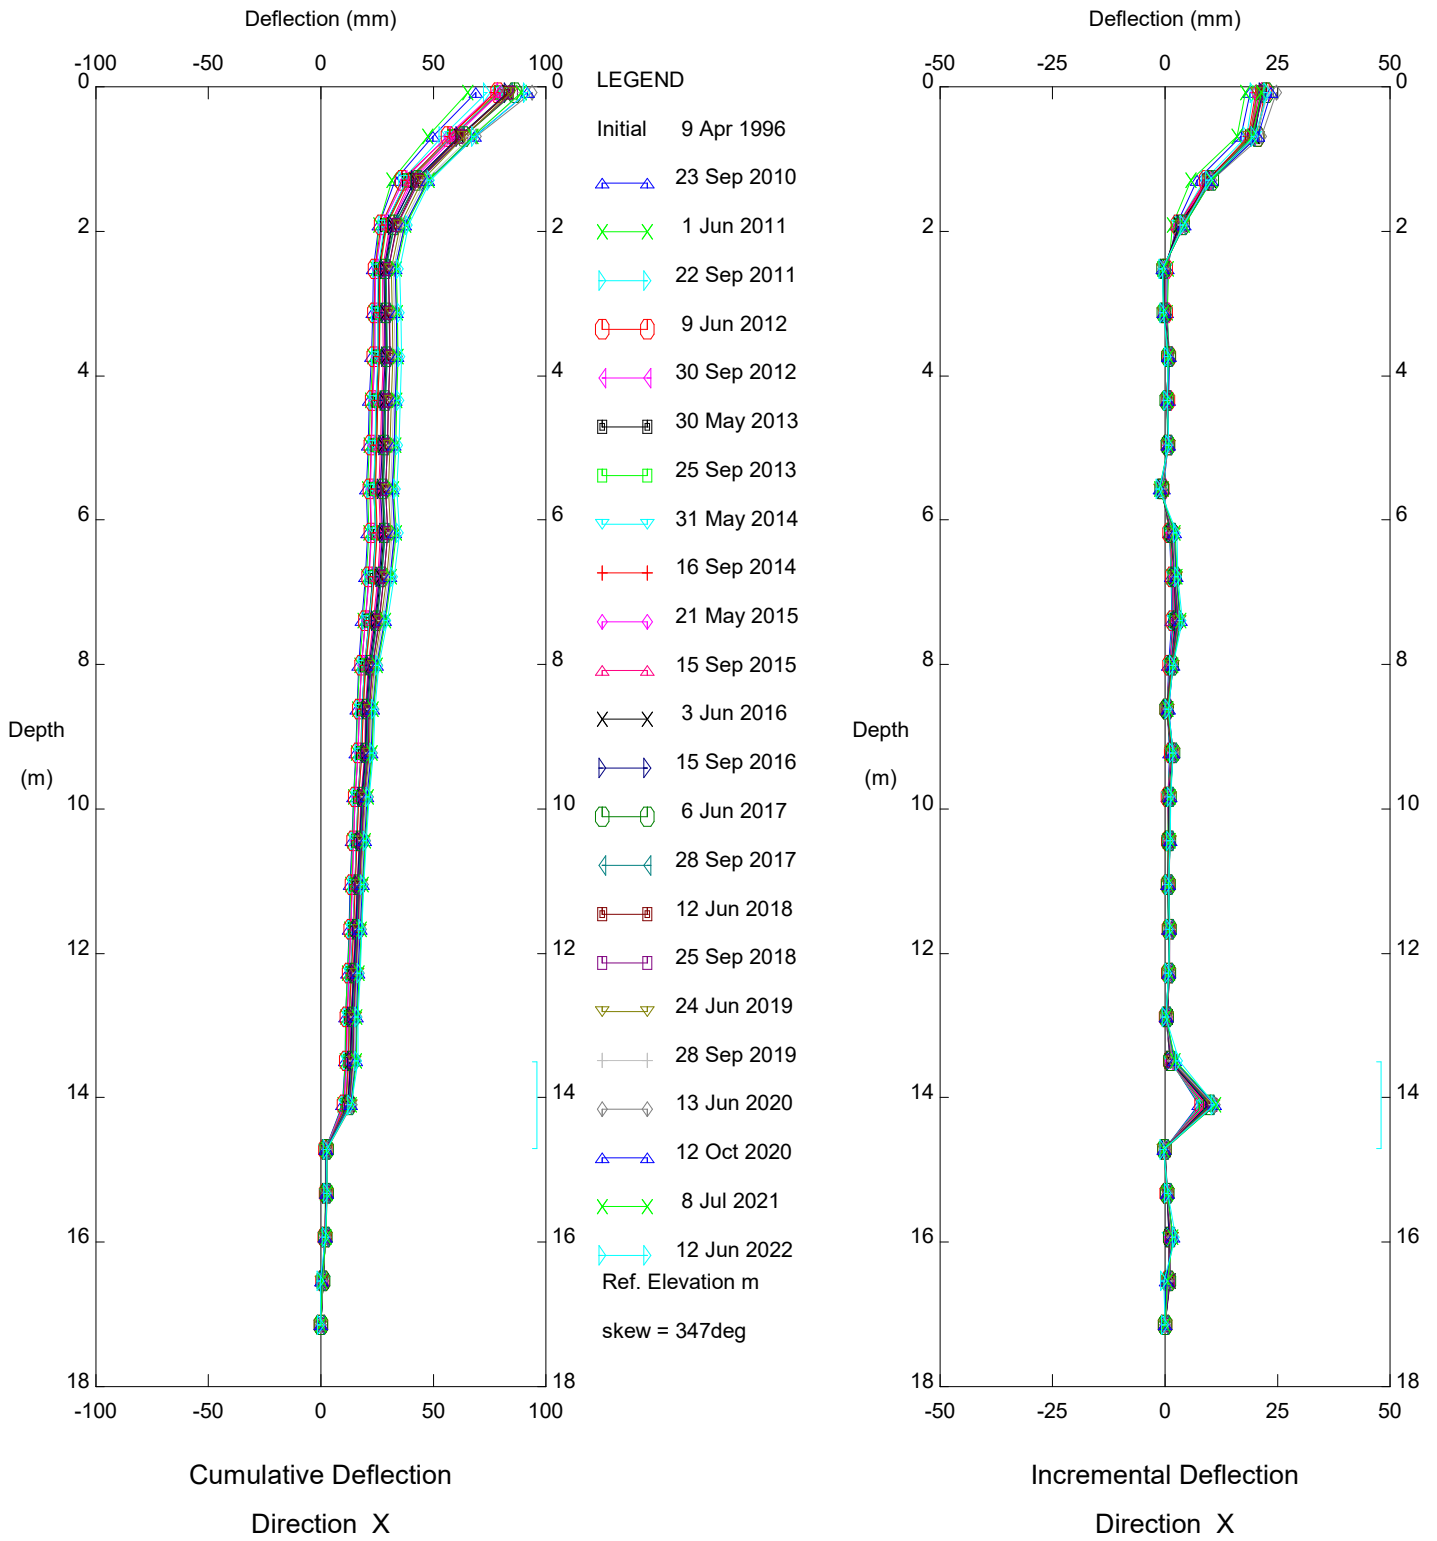 Deflection (mm)
-100 -50 0 50 100
0 0
2 2
4 4
6 6
8 8
Depth
(m)
10 10
12 12
14 14
16 16
18 18
-100 -50 0 50 100
Cumulative Deflection
Direction X
LEGEND
Initial 9 Apr 1996
23 Sep 2010
1 Jun 2011
22 Sep 2011
9 Jun 2012
30 Sep 2012
30 May 2013
25 Sep 2013
31 May 2014
16 Sep 2014
21 May 2015
15 Sep 2015
3 Jun 2016
15 Sep 2016
6 Jun 2017
28 Sep 2017
12 Jun 2018
25 Sep 2018
24 Jun 2019
28 Sep 2019
13 Jun 2020
12 Oct 2020
8 Jul 2021
12 Jun 2022
Ref. Elevation m
skew = 347deg
Deflection (mm)
-50 -25 0 25 50
0 0
2 2
4 4
6 6
8 8
Depth
(m)
10 10
12 12
14 14
16 16
18 18
-50 -25 0 25 50
Incremental Deflection
Direction X